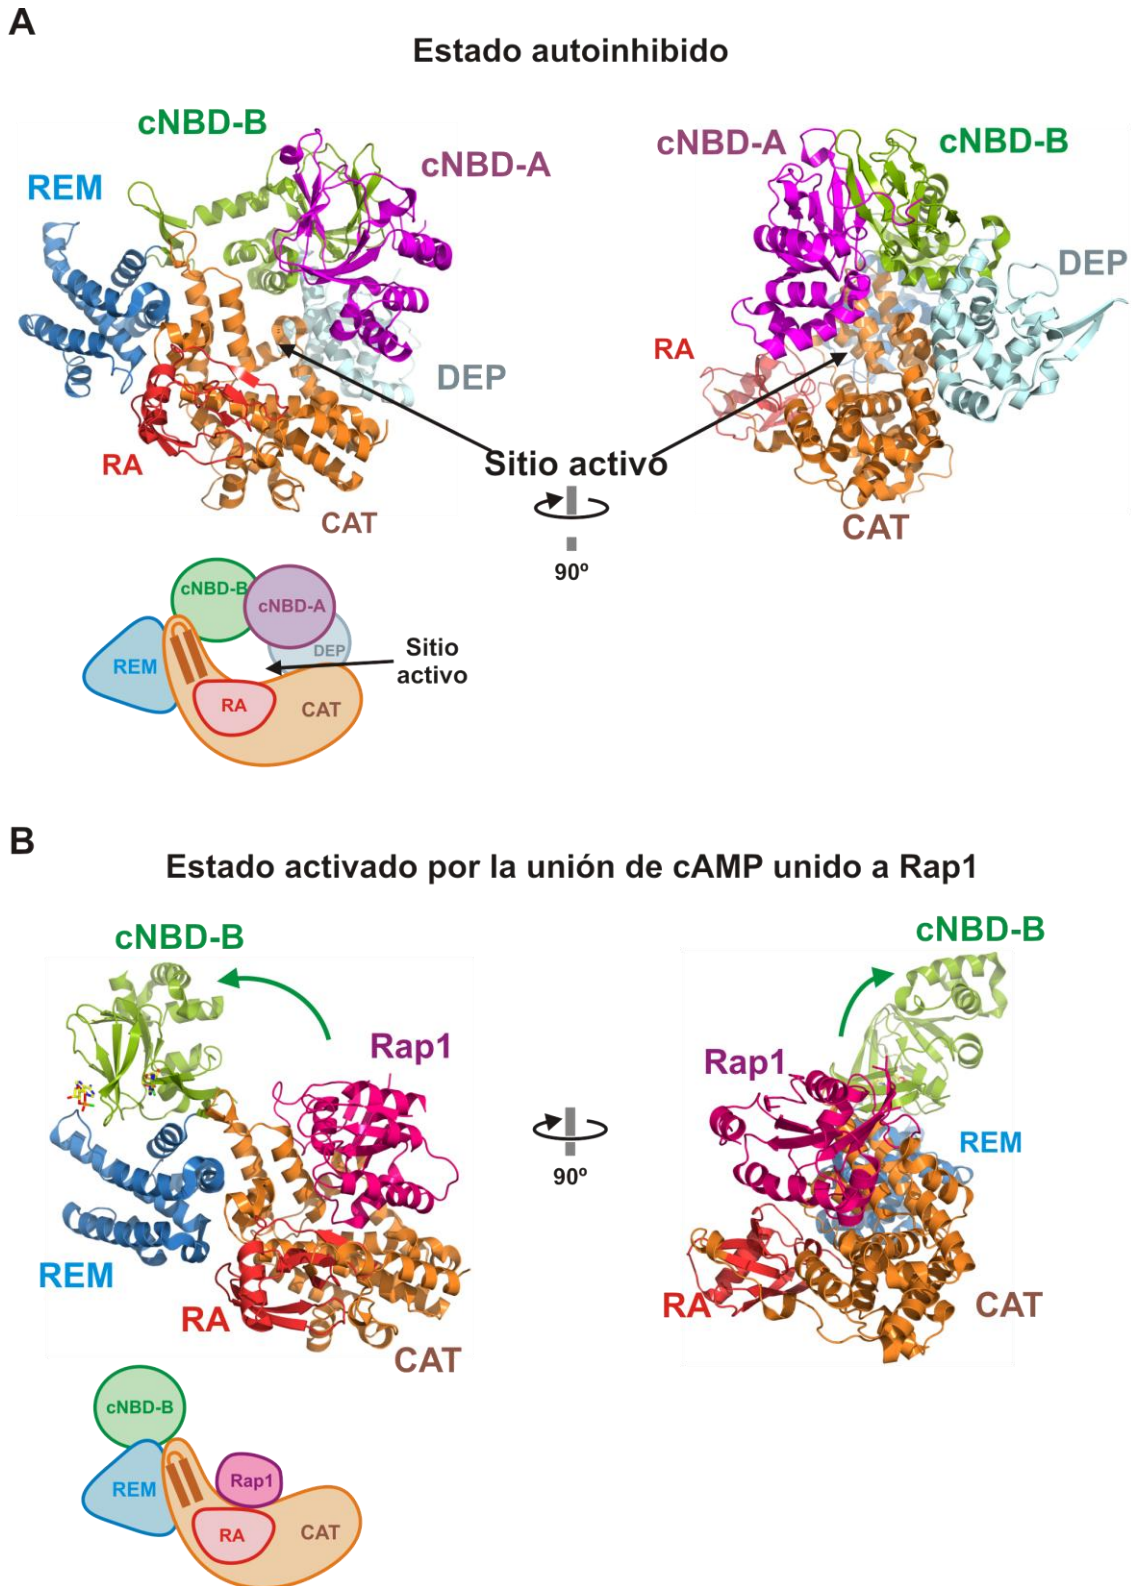 A
Estado autoinhibido
cNBD-B
cNBD-A
REM
DEP
RA
CAT
cNBD-A
cNBD-B
DEP
RA
CAT
Sitio activo
90º
cNBD-B
cNBD-A
REM
DEP
RA
CAT
Sitio
activo
B
Estado activado por la unión de cAMP unido a Rap1
cNBD-B
Rap1
REM
RA
CAT
90º
cNBD-B
Rap1
REM
RA
CAT
cNBD-B
REM
Rap1
RA
CAT